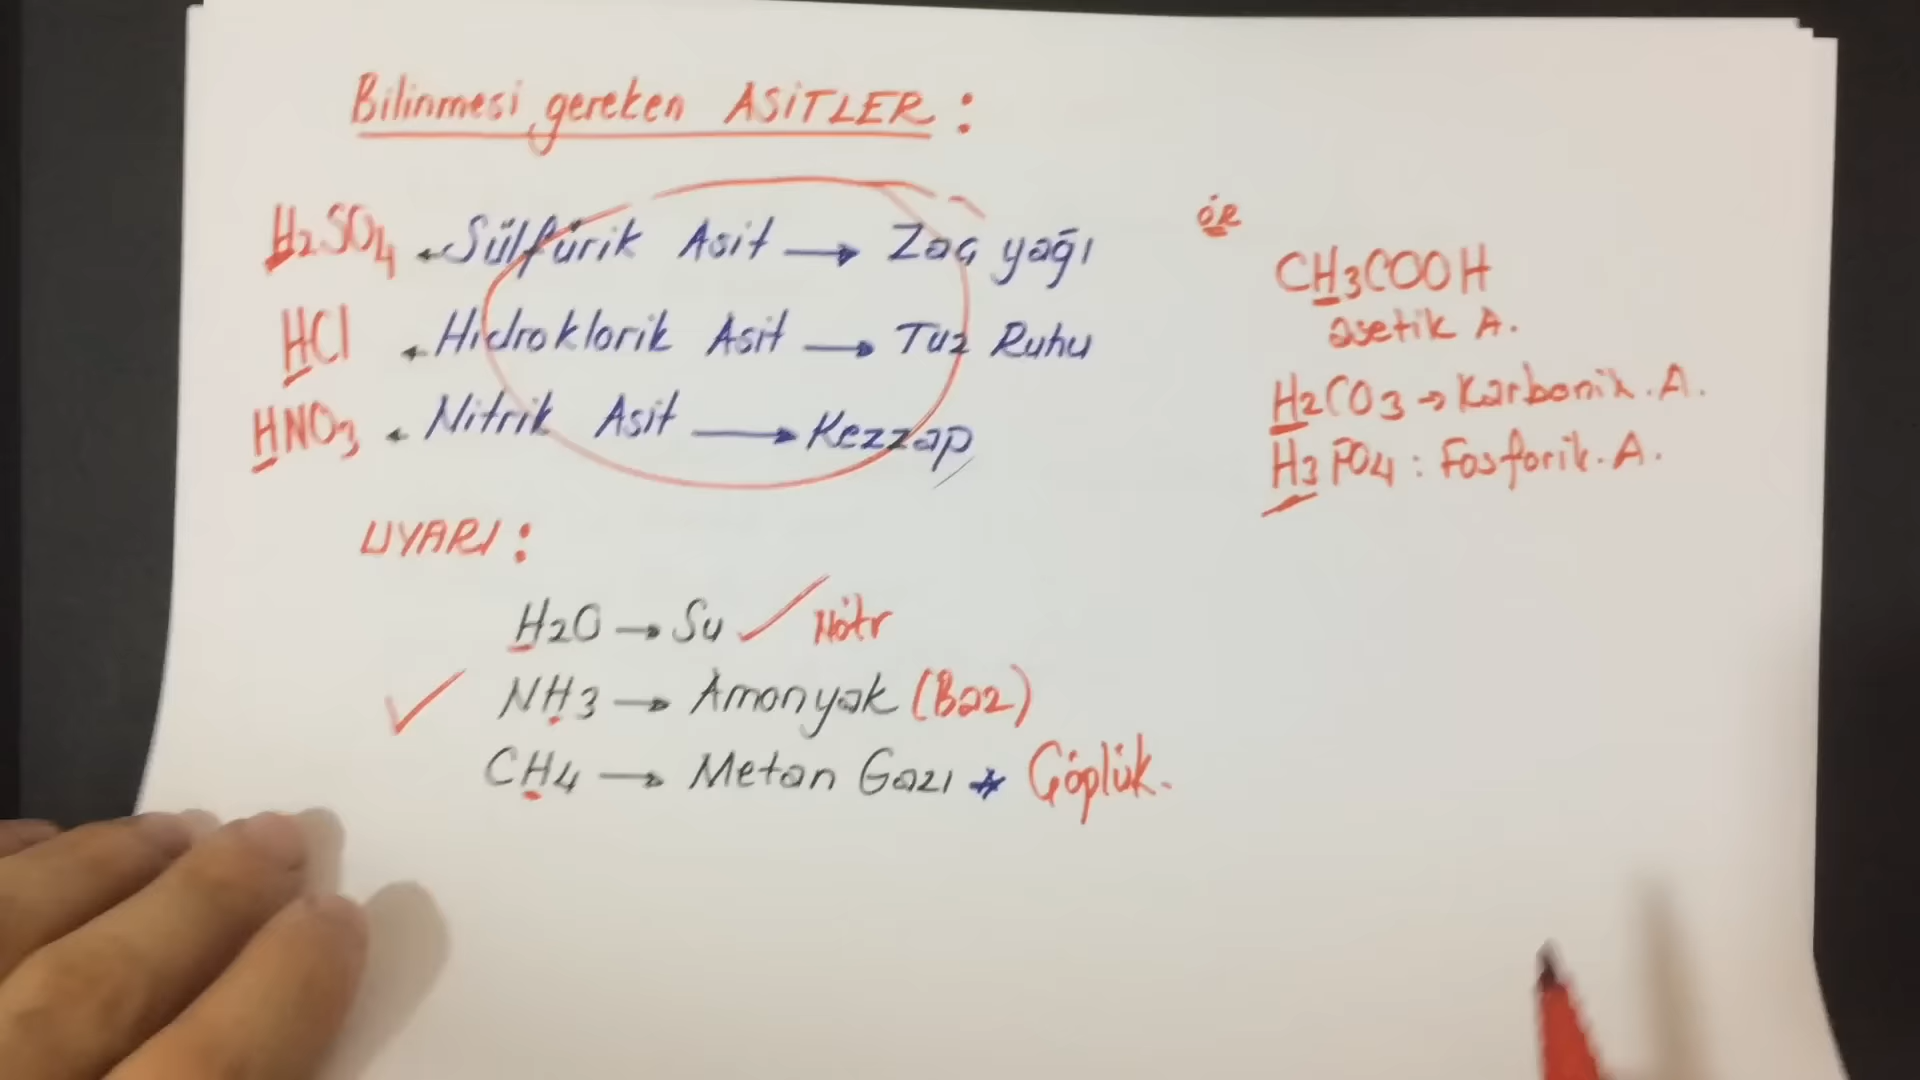 Bilinmesi gereken ASİTLER :
H2SO4 ← Sülfürik Asit → Zaç yağı
HCl ← Hidroklorik Asit → Tuz Ruhu
HNO3 ← Nitrik Asit → Kezzap
UYARI :
H2O → Su ✓ Nötr
✓ NH3 → Amonyak (Baz)
CH4 → Metan Gazı * Çöplük.
ÖR
CH3COOH
asetik A.
H2CO3 → Karbonik. A.
H3PO4 : Fosforik. A.